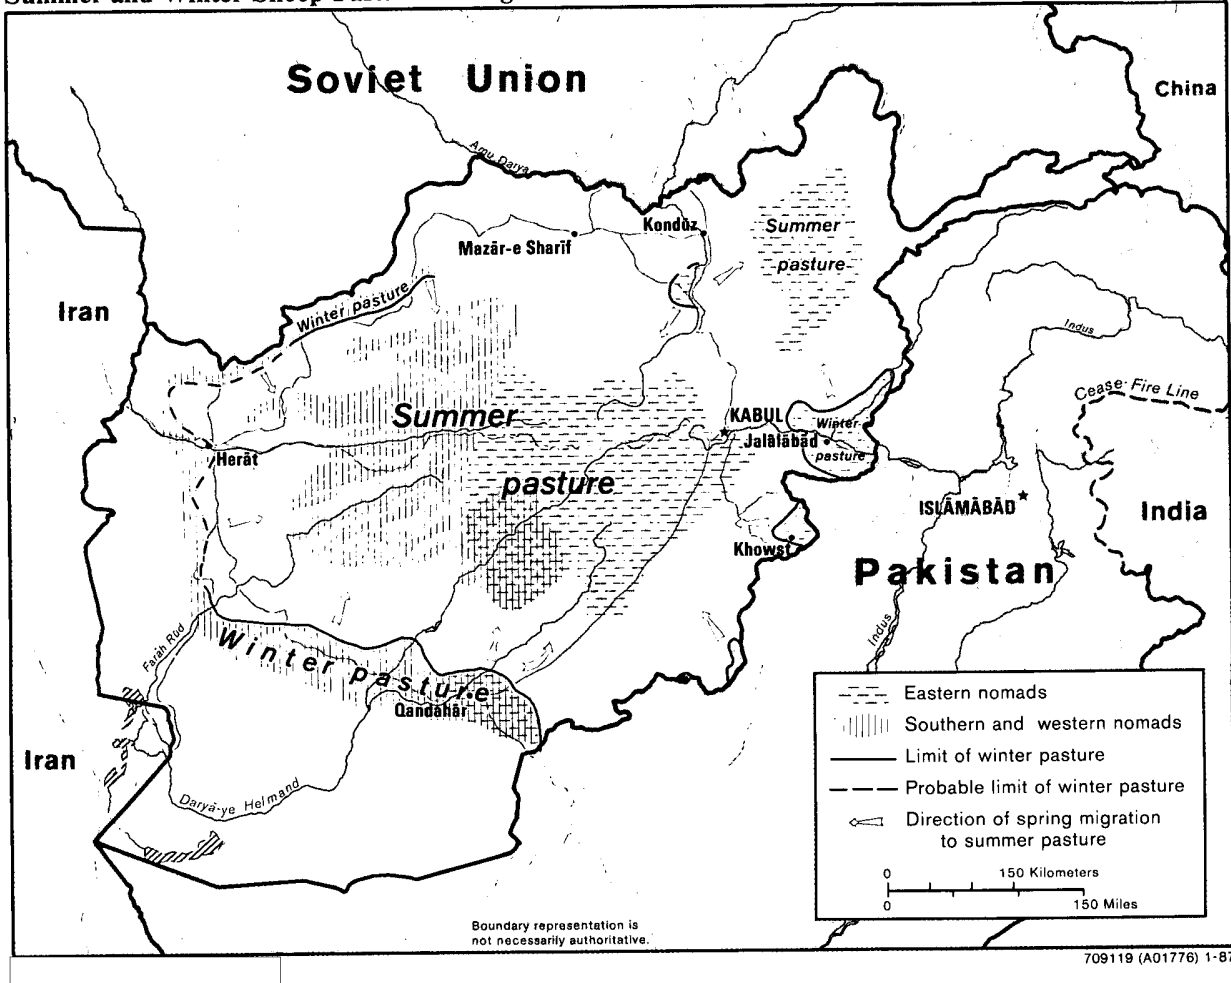 Summer and Winter Sheep
Soviet Union
China
Amu Darya
Kondūz
Mazār-e Sharīf
Summer
pasture
Iran
Winter pasture
Indus
Cease-Fire Line
Summer
KABUL
Winter
Jalālābād
pasture
Herāt
pasture
ISLĀMĀBĀD
India
Khowst
Pakistan
Farāh Rūd
Indus
Winter pasture
Qandahār
Iran
Daryā-ye Helmand
Eastern nomads
Southern and western nomads
Limit of winter pasture
Probable limit of winter pasture
Direction of spring migration
to summer pasture
0 150 Kilometers
0 150 Miles
Boundary representation is
not necessarily authoritative.
709119 (A01776) 1-87